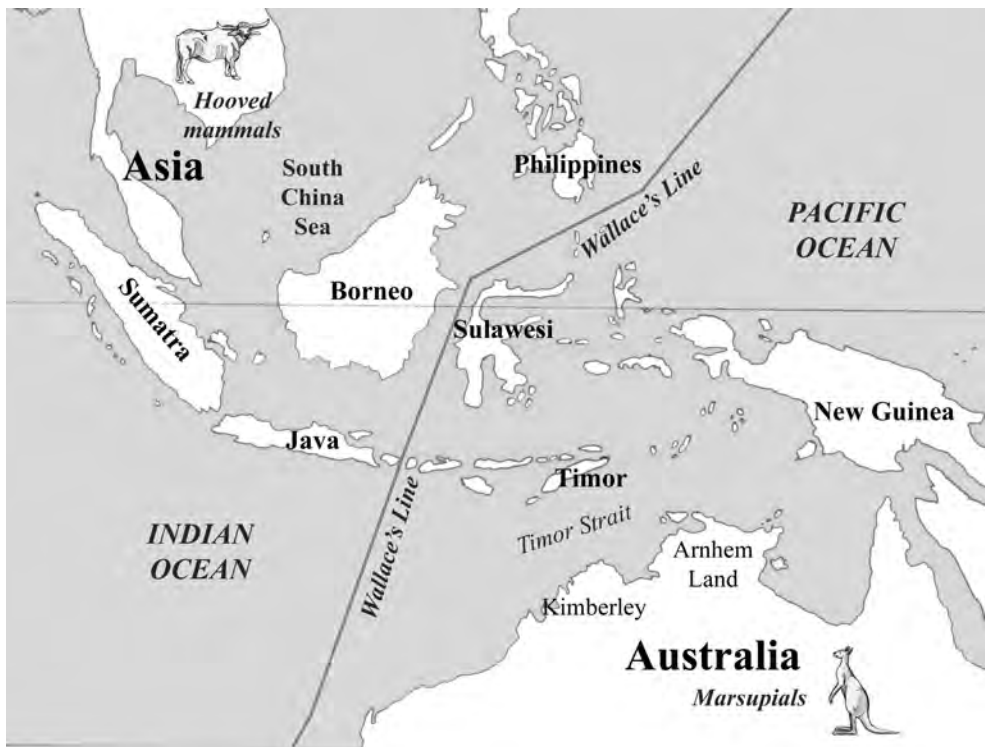 Hooved
mammals
Asia
South
China
Sea
Philippines
Wallace's Line
PACIFIC
OCEAN
Borneo
Sumatra
Sulawesi
New Guinea
Java
Timor
Wallace's Line
Timor Strait
INDIAN
OCEAN
Arnhem
Land
Kimberley
Australia
Marsupials